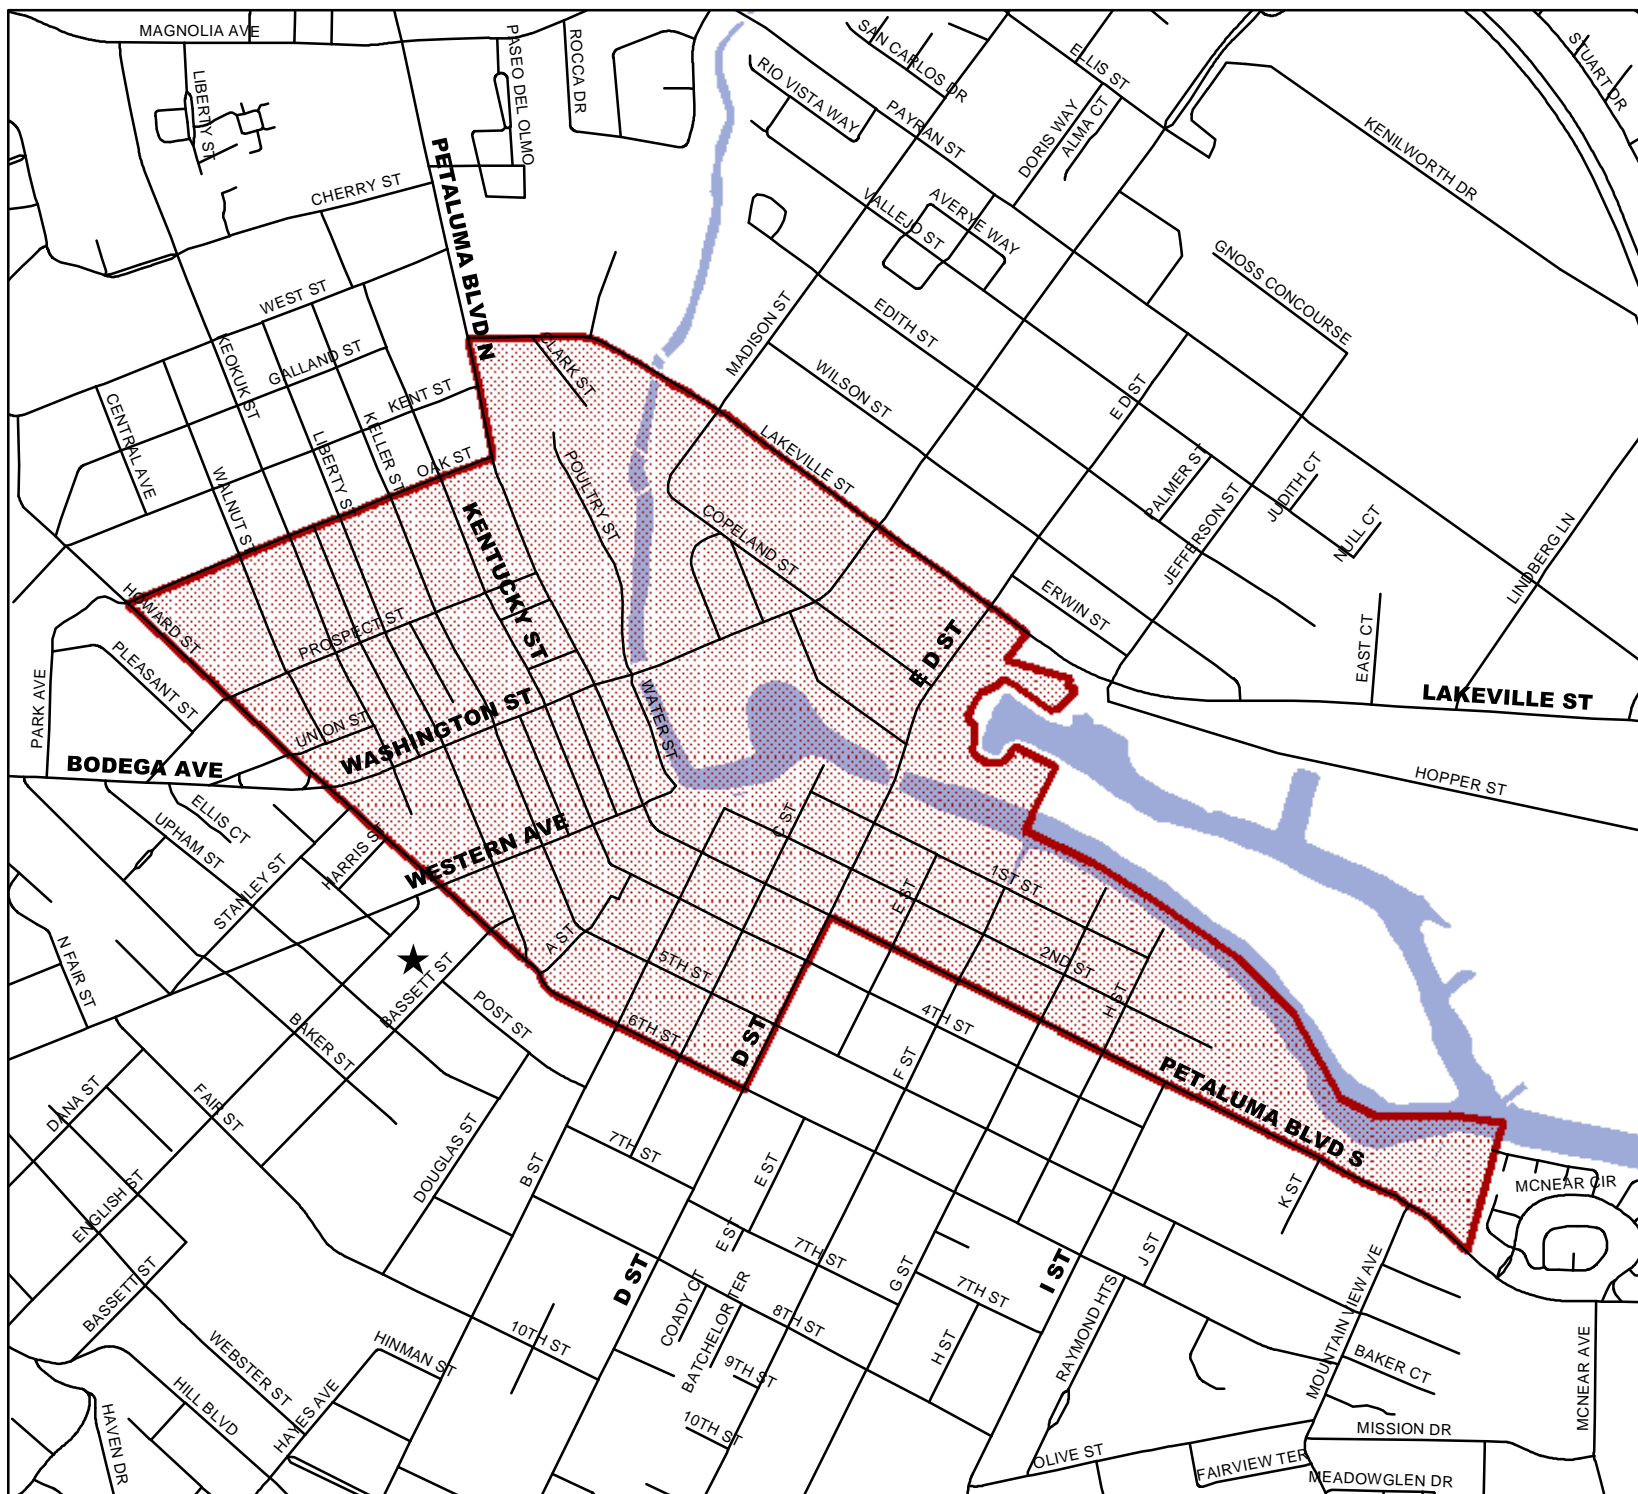 MAGNOLIA AVE
LIBERTY ST
PASEO DEL OLMO
ROCCA DR
SAN CARLOS DR
ELLIS ST
STUART DR
RIO VISTA WAY
PAYRAN ST
DORIS WAY
ALMA CT
KENILWORTH DR
PETALUMA BLVD N
CHERRY ST
VALLEJO ST
AVERYE WAY
GNOSS CONCOURSE
WEST ST
MADISON ST
EDITH ST
KEOKUK ST
GALLAND ST
CLARK ST
WILSON ST
E D ST
CENTRAL AVE
KENT ST
KELLER ST
LIBERTY ST
OAK ST
LAKEVILLE ST
WALNUT ST
POULTRY ST
PALMER ST
JUDITH CT
NULL CT
KENTUCKY ST
COPELAND ST
JEFFERSON ST
LINDBERG LN
HOWARD ST
PROSPECT ST
ERWIN ST
EAST CT
PLEASANT ST
E D ST
PARK AVE
UNION ST
WASHINGTON ST
WATER ST
LAKEVILLE ST
BODEGA AVE
HOPPER ST
ELLIS CT
UPHAM ST
HARRIS ST
WESTERN AVE
C ST
STANLEY ST
E ST
1ST ST
N FAIR ST
A ST
5TH ST
2ND ST
BASSETT ST
POST ST
6TH ST
D ST
4TH ST
H ST
BAKER ST
F ST
PETALUMA BLVD S
DANA ST
FAIR ST
DOUGLAS ST
7TH ST
B ST
E ST
K ST
MCNEAR CIR
ENGLISH ST
E ST
7TH ST
J ST
BASSETT ST
D ST
G ST
I ST
7TH ST
MOUNTAIN VIEW AVE
COADY CT
BATCHELOR TER
8TH ST
RAYMOND HTS
10TH ST
HINMAN ST
H ST
MCNEAR AVE
WEBSTER ST
9TH ST
BAKER CT
HILL BLVD
HAYES AVE
HAVEN DR
10TH ST
MISSION DR
OLIVE ST
FAIRVIEW TER
MEADOWGLEN DR